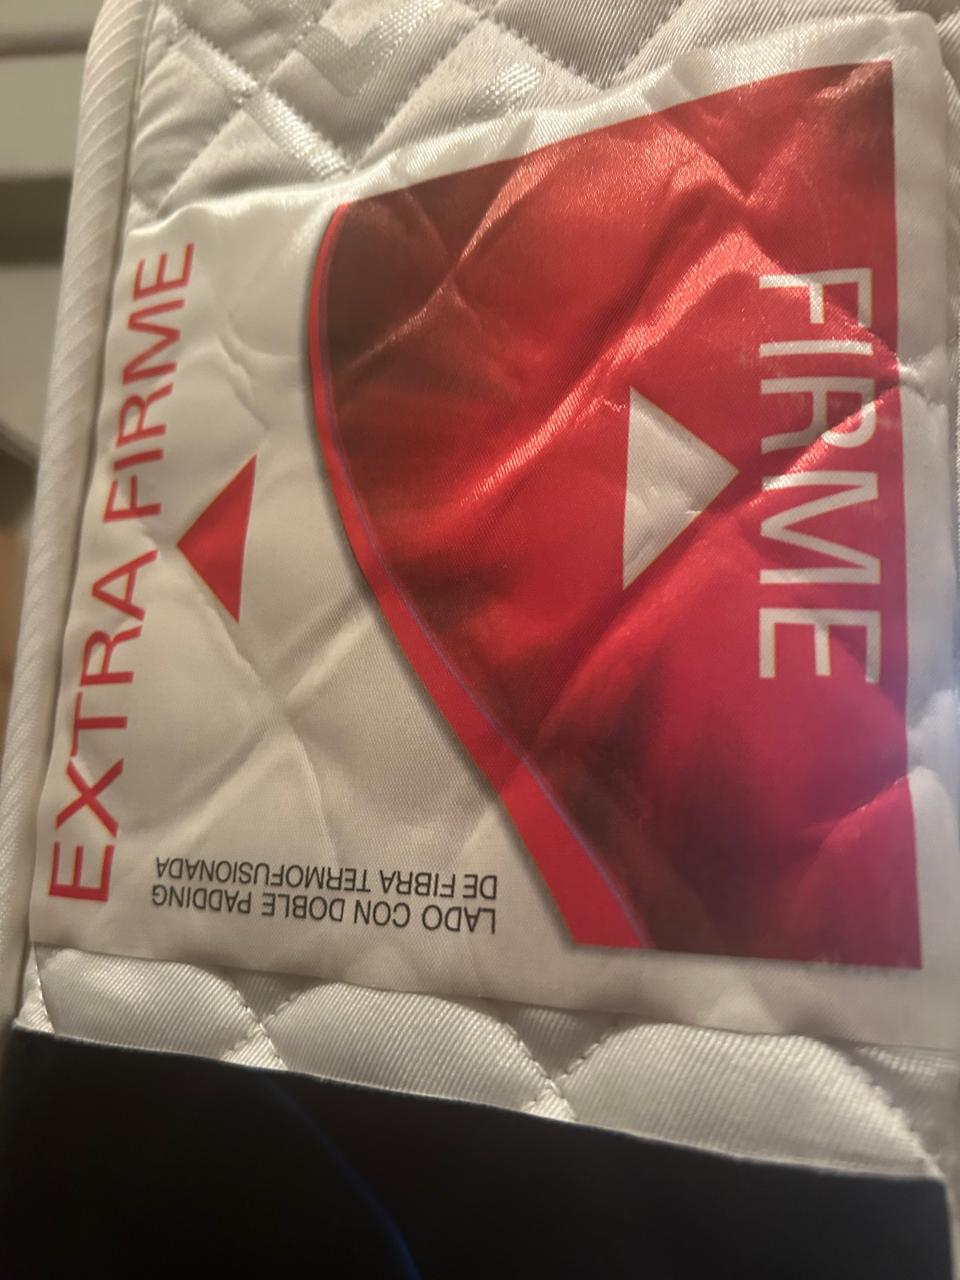 EXTRA FIRME
FIRME
LADO CON DOBLE PADDING
DE FIBRA TERMOFUSIONADA